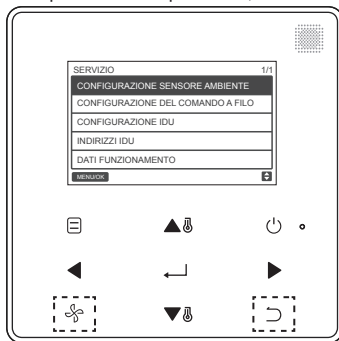 SERVIZIO 1/1
CONFIGURAZIONE SENSORE AMBIENTE
CONFIGURAZIONE DEL COMANDO A FILO
CONFIGURAZIONE IDU
INDIRIZZI IDU
DATI FUNZIONAMENTO
MENU/OK